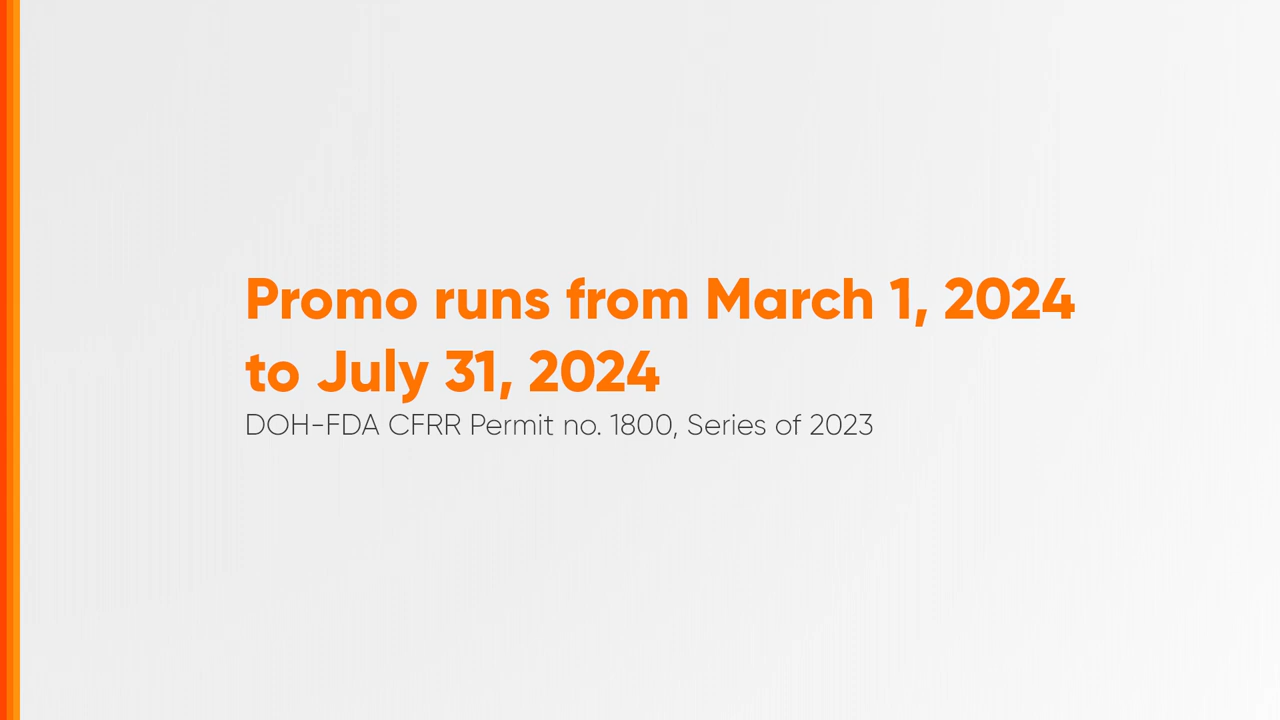 Promo runs from March 1, 2024
to July 31, 2024
DOH-FDA CFRR Permit no. 1800, Series of 2023